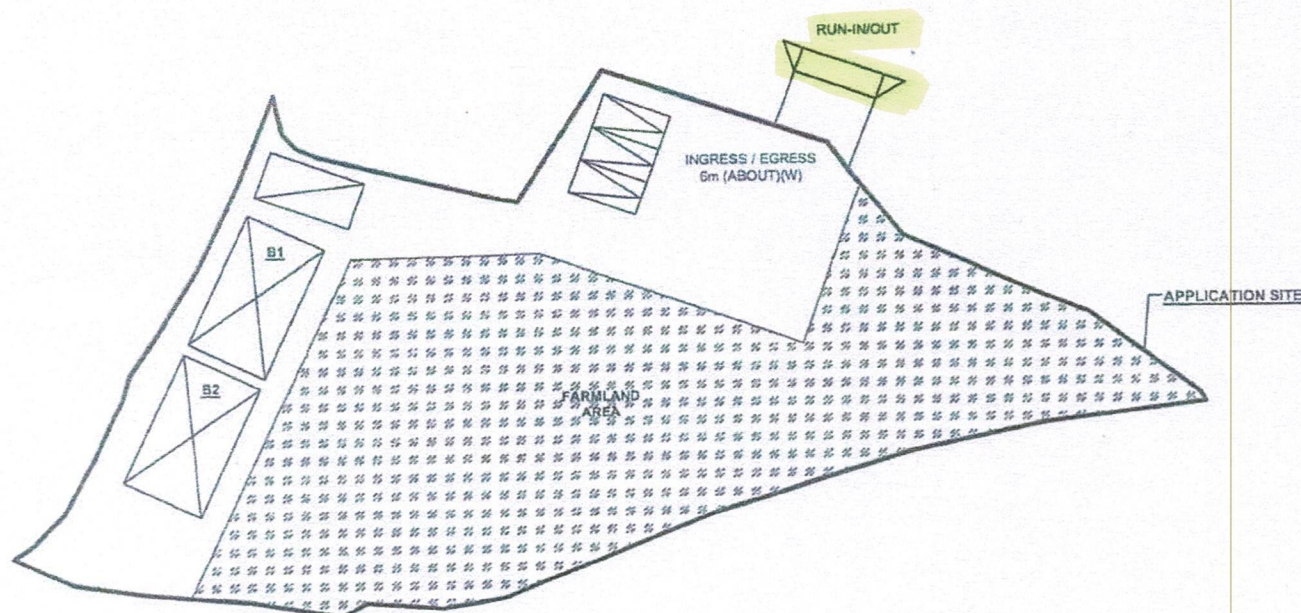 RUN-IN/OUT
INGRESS / EGRESS
6m (ABOUT)(W)
B1
APPLICATION SITE
B2
FARMLAND
AREA